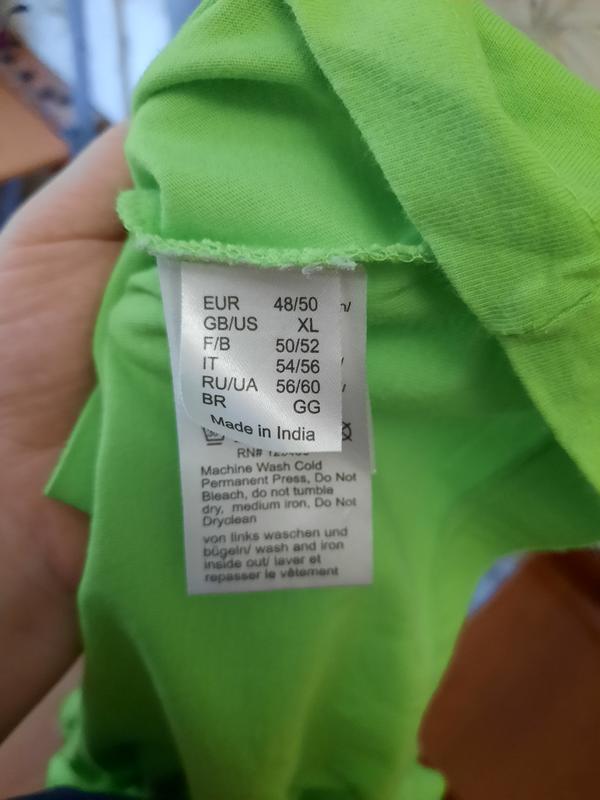 EUR 48/50
GB/US XL
F/B 50/52
IT 54/56
RU/UA 56/60
BR GG
Made in India
RN#
Machine Wash Cold
Permanent Press, Do Not
Bleach, do not tumble
dry, medium iron, Do Not
Dryclean
von links waschen und
bügeln/ wash and iron
inside out/ laver et
repasser le vêtement